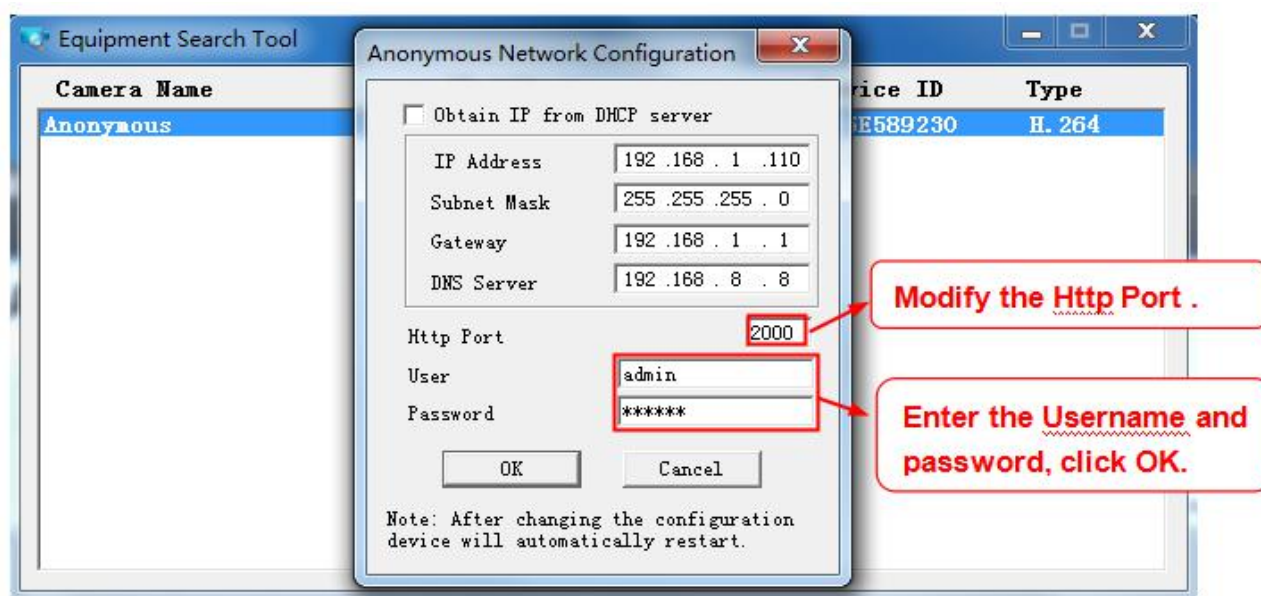 Equipment Search Tool
Camera Name
Anonymous
Anonymous Network Configuration
Obtain IP from DHCP server
IP Address 192 .168 . 1 .110
Subnet Mask 255 .255 .255 . 0
Gateway 192 .168 . 1 . 1
DNS Server 192 .168 . 8 . 8
Http Port 2000
User admin
Password ******
OK Cancel
Note: After changing the configuration
device will automatically restart.
ID Type
E589230 H.264
Modify the Http Port .
Enter the Username and
password, click OK.